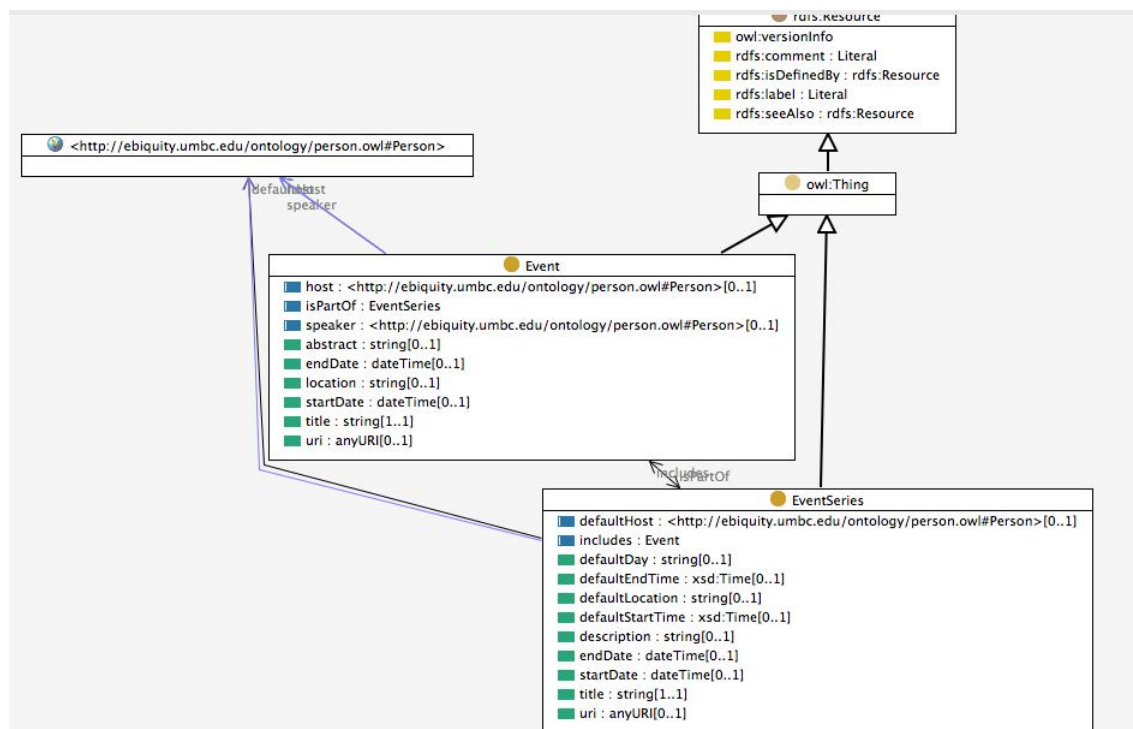 rdfs:Resource
owl:versionInfo
rdfs:comment : Literal
rdfs:isDefinedBy : rdfs:Resource
rdfs:label : Literal
rdfs:seeAlso : rdfs:Resource
<http://ebiquity.umbc.edu/ontology/person.owl#Person>
owl:Thing
defaultHost
host
speaker
Event
host : <http://ebiquity.umbc.edu/ontology/person.owl#Person>[0..1]
isPartOf : EventSeries
speaker : <http://ebiquity.umbc.edu/ontology/person.owl#Person>[0..1]
abstract : string[0..1]
endDate : dateTime[0..1]
location : string[0..1]
startDate : dateTime[0..1]
title : string[1..1]
uri : anyURI[0..1]
includes
isPartOf
EventSeries
defaultHost : <http://ebiquity.umbc.edu/ontology/person.owl#Person>[0..1]
includes : Event
defaultDay : string[0..1]
defaultEndTime : xsd:Time[0..1]
defaultLocation : string[0..1]
defaultStartTime : xsd:Time[0..1]
description : string[0..1]
endDate : dateTime[0..1]
startDate : dateTime[0..1]
title : string[1..1]
uri : anyURI[0..1]